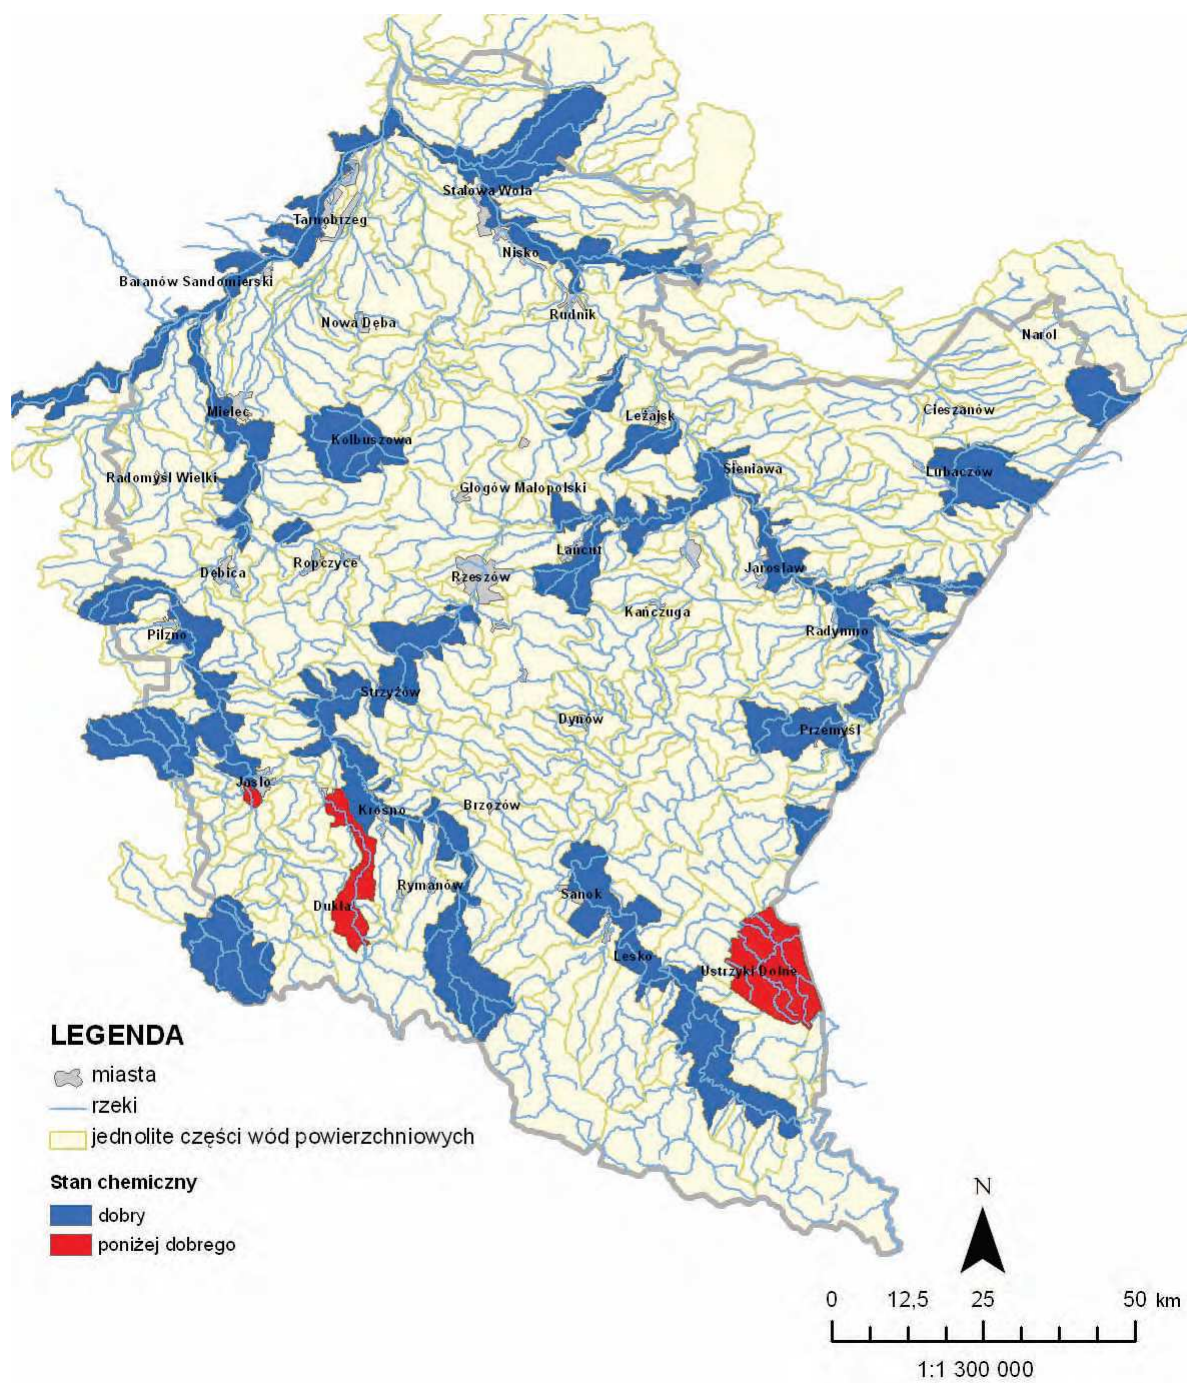 Stalowa Wola
Tarnobrzeg
Nisko
Baranów Sandomierski
Rudnik
Nowa Dęba
Narol
Mielec
Leżajsk
Cieszanów
Kolbuszowa
Radomyśl Wielki
Sieniawa
Lubaczów
Głogów Małopolski
Łańcut
Dębica
Ropczyce
Rzeszów
Jarosław
Kańczuga
Pilzno
Radymno
Strzyżów
Dynów
Przemyśl
Jasło
Krosno
Brzozów
Rymanów
Sanok
Dukla
Lesko
Ustrzyki Dolne
LEGENDA
miasta
rzeki
jednolite części wód powierzchniowych
Stan chemiczny
dobry
poniżej dobrego
N
0 12,5 25 50 km
1:1 300 000